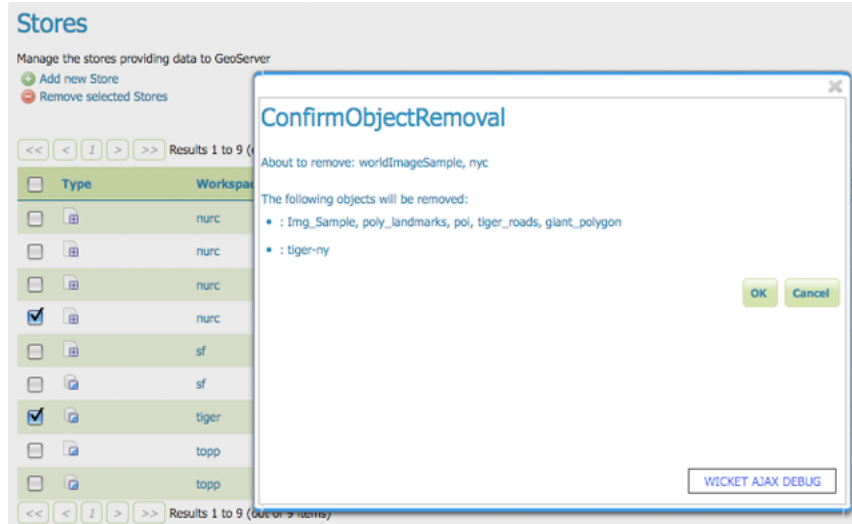 Stores
Manage the stores providing data to GeoServer
Add new Store
Remove selected Stores
<< < 1 > >> Results 1 to 9
Type Workspac
nurc
nurc
nurc
nurc
sf
sf
tiger
topp
topp
<< < 1 > >> Results 1 to 9 (out of 9 items)
ConfirmObjectRemoval
About to remove: worldImageSample, nyc
The following objects will be removed:
• : Img_Sample, poly_landmarks, poi, tiger_roads, giant_polygon
• : tiger-ny
OK Cancel
WICKET AJAX DEBUG